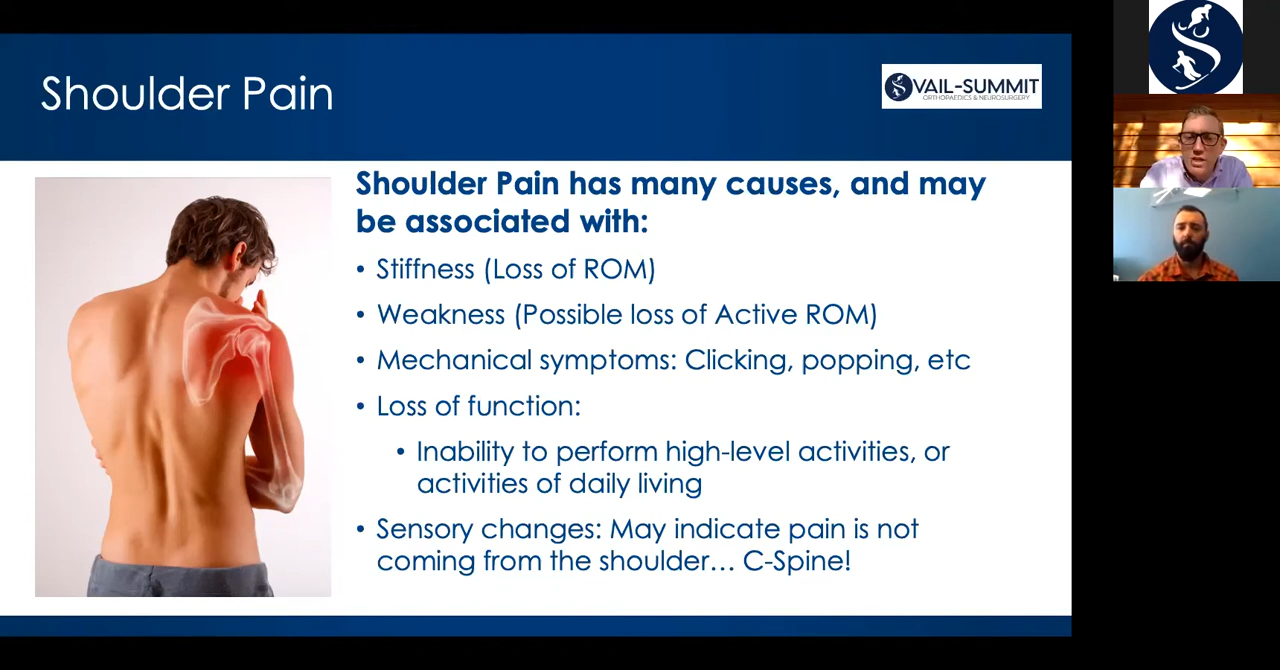 Shoulder Pain
VAIL-SUMMIT
ORTHOPAEDICS & NEUROSURGERY
Shoulder Pain has many causes, and may
be associated with:
• Stiffness (Loss of ROM)
• Weakness (Possible loss of Active ROM)
• Mechanical symptoms: Clicking, popping, etc
• Loss of function:
• Inability to perform high-level activities, or
activities of daily living
• Sensory changes: May indicate pain is not
coming from the shoulder... C-Spine!